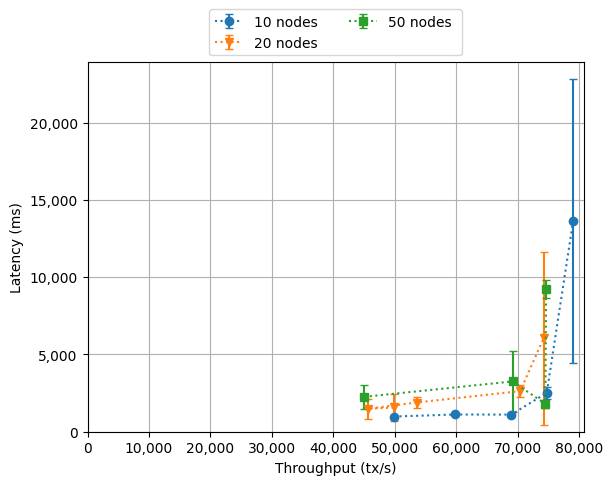 10 nodes
50 nodes
20 nodes
20,000
15,000
10,000
5,000
0
Latency (ms)
0
10,000
20,000
30,000
40,000
50,000
60,000
70,000
80,000
Throughput (tx/s)